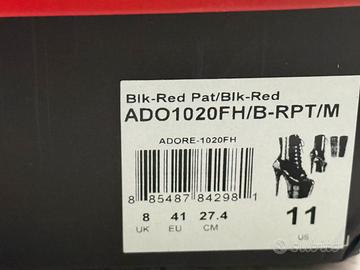 Blk-Red Pat/Blk-Red
ADO1020FH/B-RPT/M
ADORE-1020FH
8 85487 84298 1
8 41 27.4 11
UK EU CM US
subito